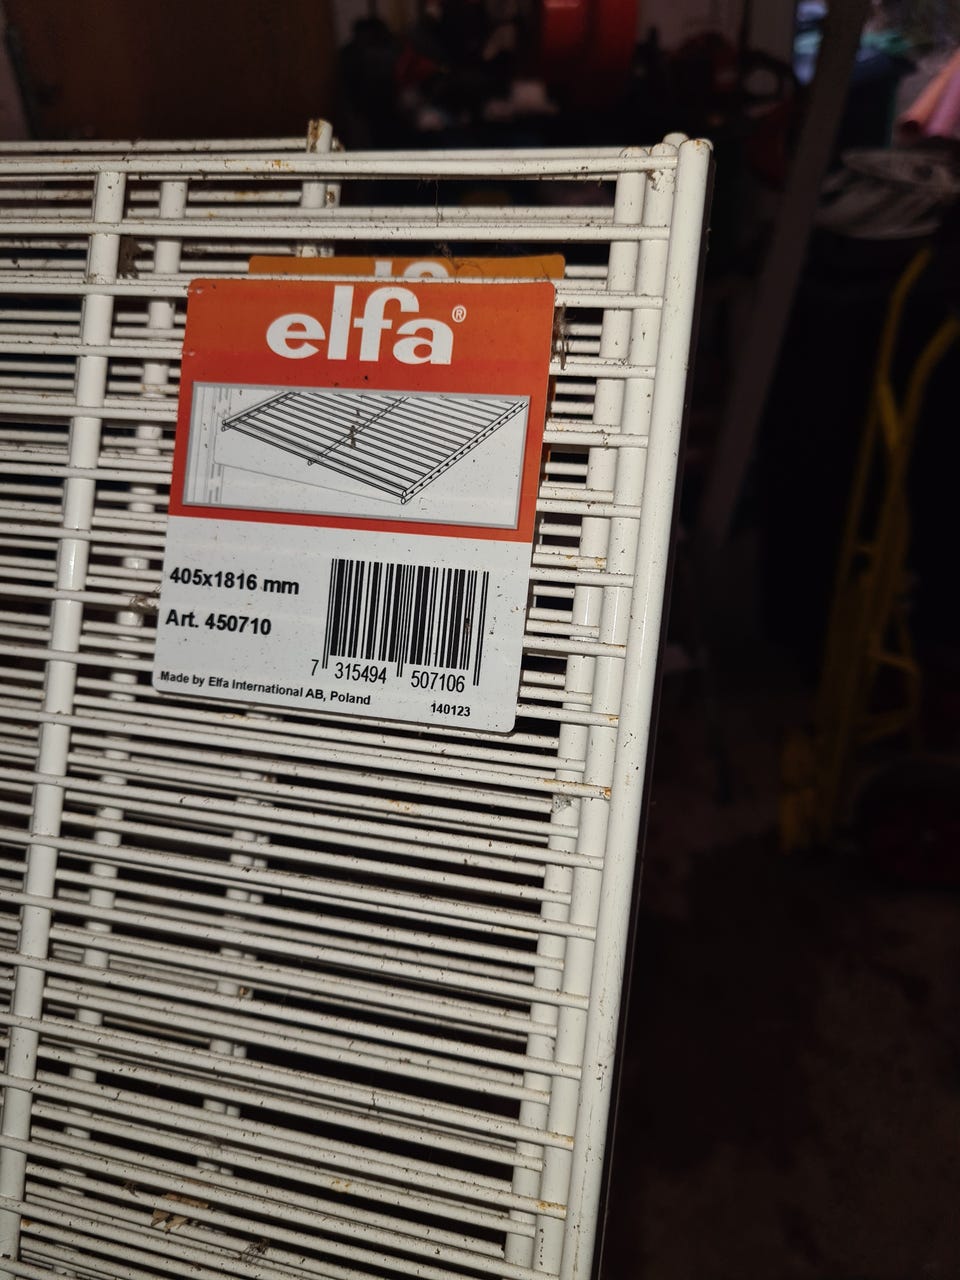 elfa®
405x1816 mm
Art. 450710
7 315494 507106
Made by Elfa International AB, Poland
140123